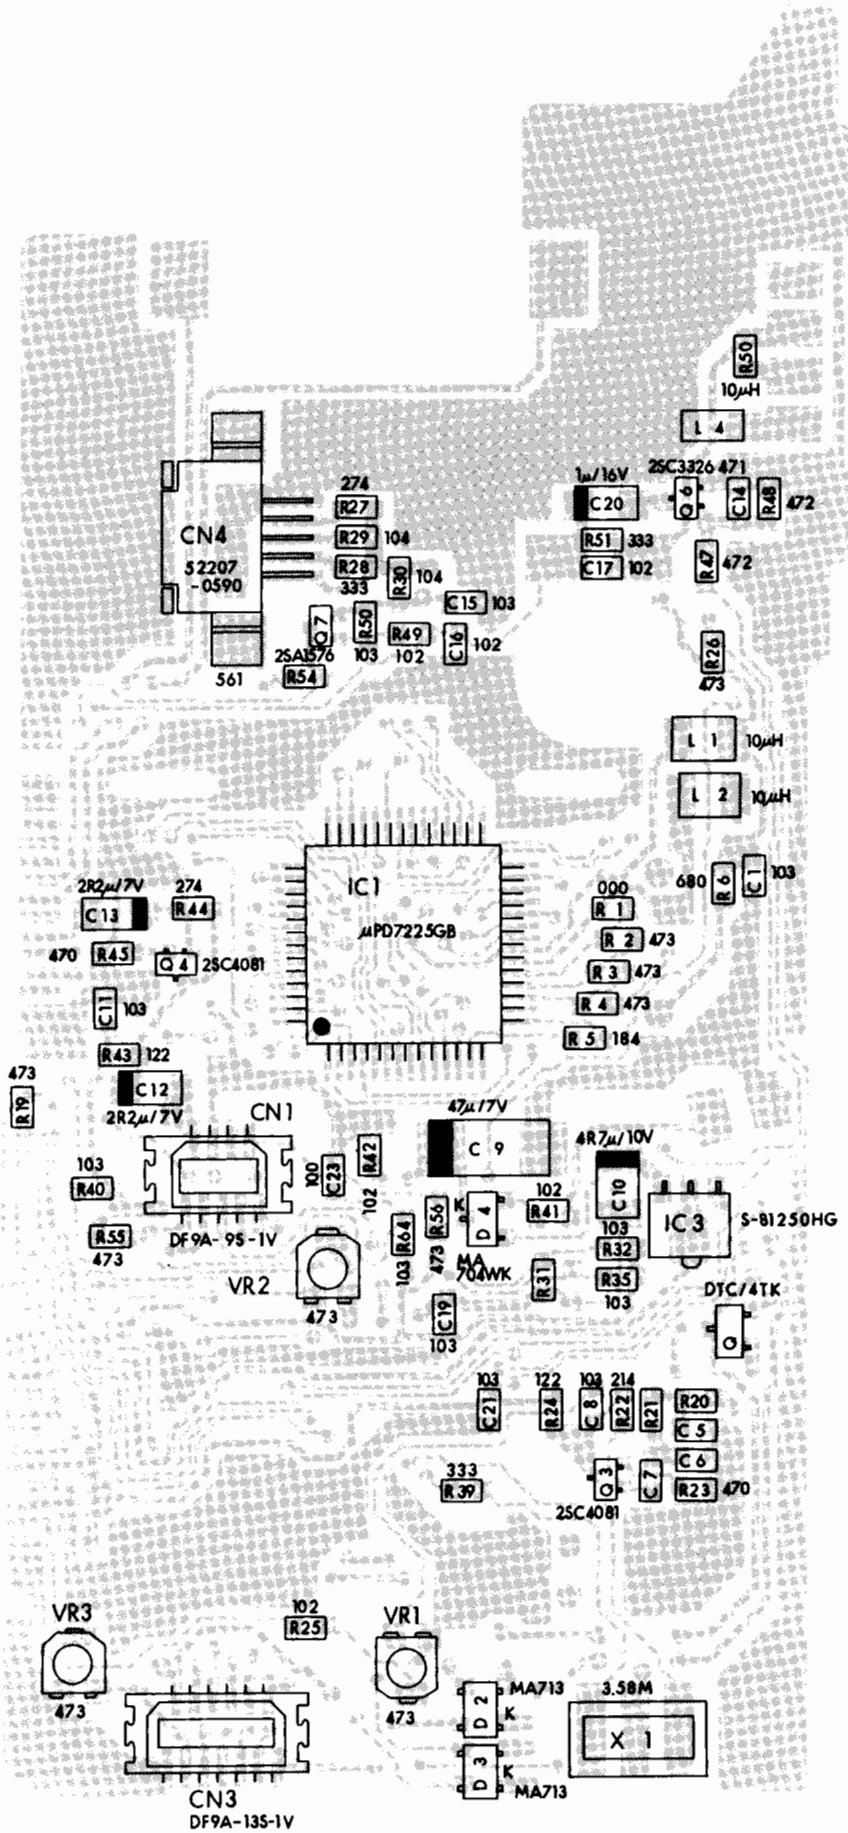 R50
10μH
L 4
2SC3326 471
1μ/16V
C20
Q 6
C14
R48
472
274
R27
CN4
R29 104
R51 333
52207
-0590
R28
333
R30
104
C17 102
R47
472
C15 103
Q 7
R50
103
R49
102
C16
102
R26
473
2SA1576
R54
561
L 1
10μH
L 2
10μH
IC1
μPD7225GB
2R2μ/7V
C13
274
R44
000
R 1
680
R 6
C 1
103
470
R45
Q 4
2SC4081
R 2 473
R 3 473
C11
103
R 4 473
R 5 184
R43 122
473
R19
C12
2R2μ/7V
CN1
47μ/7V
C 9
4R7μ/10V
C10
103
R40
100
C23
R42
102
DF9A-9S-1V
R55
473
R64
103
R56
473
K
D 4
MA
704WK
102
R41
103
R32
R35
103
IC3
S-81250HG
VR2
473
R31
C19
103
DTC/4TK
Q
103
C21
122
R24
103
C 8
214
R22
R21
R20
C 5
C 6
333
R39
Q 3
2SC4081
C 7
R23 470
VR3
473
102
R25
VR1
473
MA713
D 2
K
3.58M
X 1
D 3
K
MA713
CN3
DF9A-13S-1V